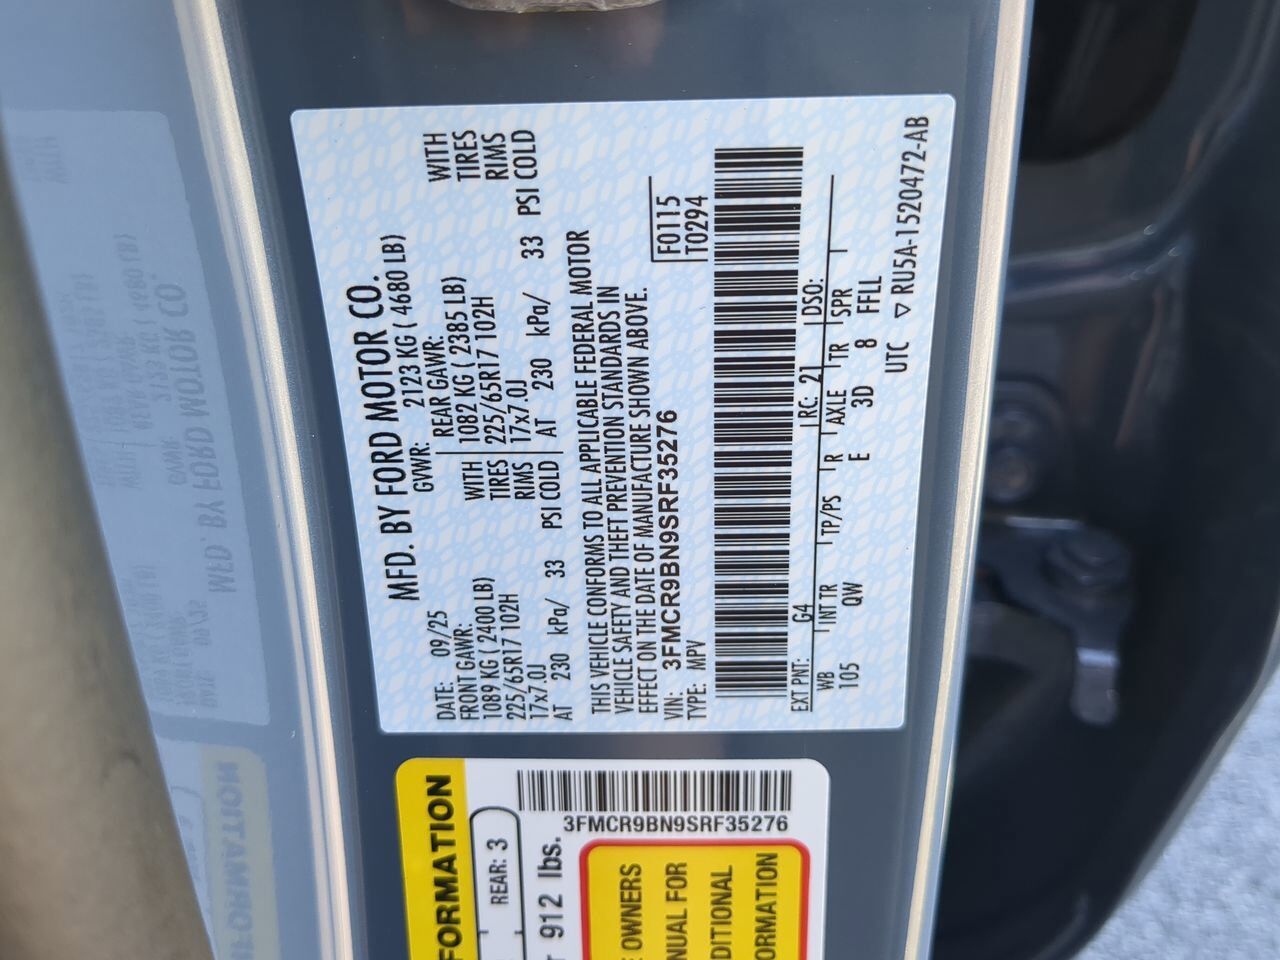 MFD. BY FORD MOTOR CO.
DATE: 09/25 GVWR: 2123 KG ( 4680 LB)
FRONT GAWR: REAR GAWR:
1089 KG ( 2400 LB) WITH 1082 KG ( 2385 LB) WITH
225/65R17 102H TIRES 225/65R17 102H TIRES
17x7.0J RIMS 17x7.0J RIMS
AT 230 kPa/ 33 PSI COLD AT 230 kPa/ 33 PSI COLD
THIS VEHICLE CONFORMS TO ALL APPLICABLE FEDERAL MOTOR
VEHICLE SAFETY AND THEFT PREVENTION STANDARDS IN
EFFECT ON THE DATE OF MANUFACTURE SHOWN ABOVE.
VIN: 3FMCR9BN9SRF35276 F0115
TYPE: MPV T0294
EXT PNT: G4 RC: 21 DSO:
WB INT TR TP/PS R AXLE TR SPR
105 QW E 3D 8 FFLL
UTC ▽ RU5A-1520472-AB
FORMATION
REAR: 3
912 lbs.
3FMCR9BN9SRF35276
OWNERS
NUAL FOR
DITIONAL
ORMATION